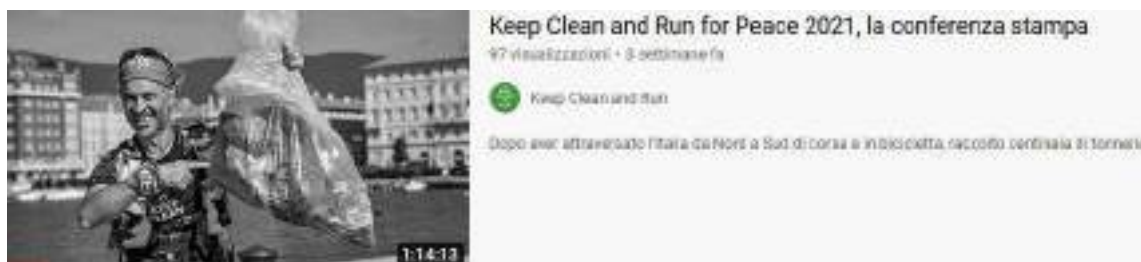 Keep Clean and Run for Peace 2021, la conferenza stampa
97 visualizzazioni • 3 settimane fa
Keep Clean and Run
Dopo aver attraversato l'Italia da Nord a Sud di corsa e in bicicletta, raccolto centinaia di
1:14:13